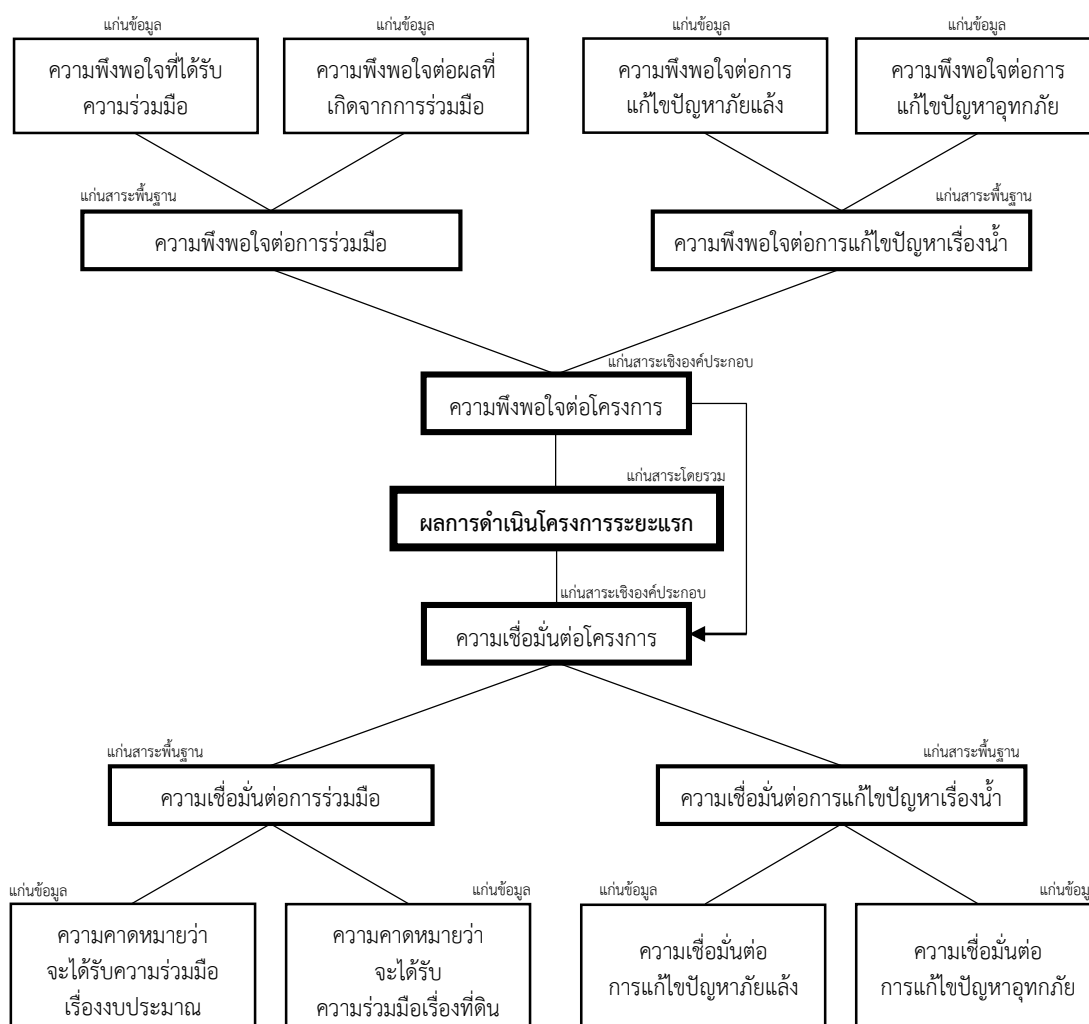 แก่นข้อมูล
แก่นข้อมูล
แก่นข้อมูล
แก่นข้อมูล
ความพึงพอใจที่ได้รับ
ความร่วมมือ
ความพึงพอใจต่อผลที่
เกิดจากการร่วมมือ
ความพึงพอใจต่อการ
แก้ไขปัญหาภัยแล้ง
ความพึงพอใจต่อการ
แก้ไขปัญหาอุทกภัย
แก่นสาระพื้นฐาน
แก่นสาระพื้นฐาน
ความพึงพอใจต่อการร่วมมือ
ความพึงพอใจต่อการแก้ไขปัญหาเรื่องน้ำ
แก่นสาระเชิงองค์ประกอบ
ความพึงพอใจต่อโครงการ
แก่นสาระโดยรวม
ผลการดำเนินโครงการระยะแรก
แก่นสาระเชิงองค์ประกอบ
ความเชื่อมั่นต่อโครงการ
แก่นสาระพื้นฐาน
แก่นสาระพื้นฐาน
ความเชื่อมั่นต่อการร่วมมือ
ความเชื่อมั่นต่อการแก้ไขปัญหาเรื่องน้ำ
แก่นข้อมูล
แก่นข้อมูล
แก่นข้อมูล
แก่นข้อมูล
ความคาดหมายว่า
จะได้รับความร่วมมือ
เรื่องงบประมาณ
ความคาดหมายว่า
จะได้รับ
ความร่วมมือเรื่องที่ดิน
ความเชื่อมั่นต่อ
การแก้ไขปัญหาภัยแล้ง
ความเชื่อมั่นต่อ
การแก้ไขปัญหาอุทกภัย